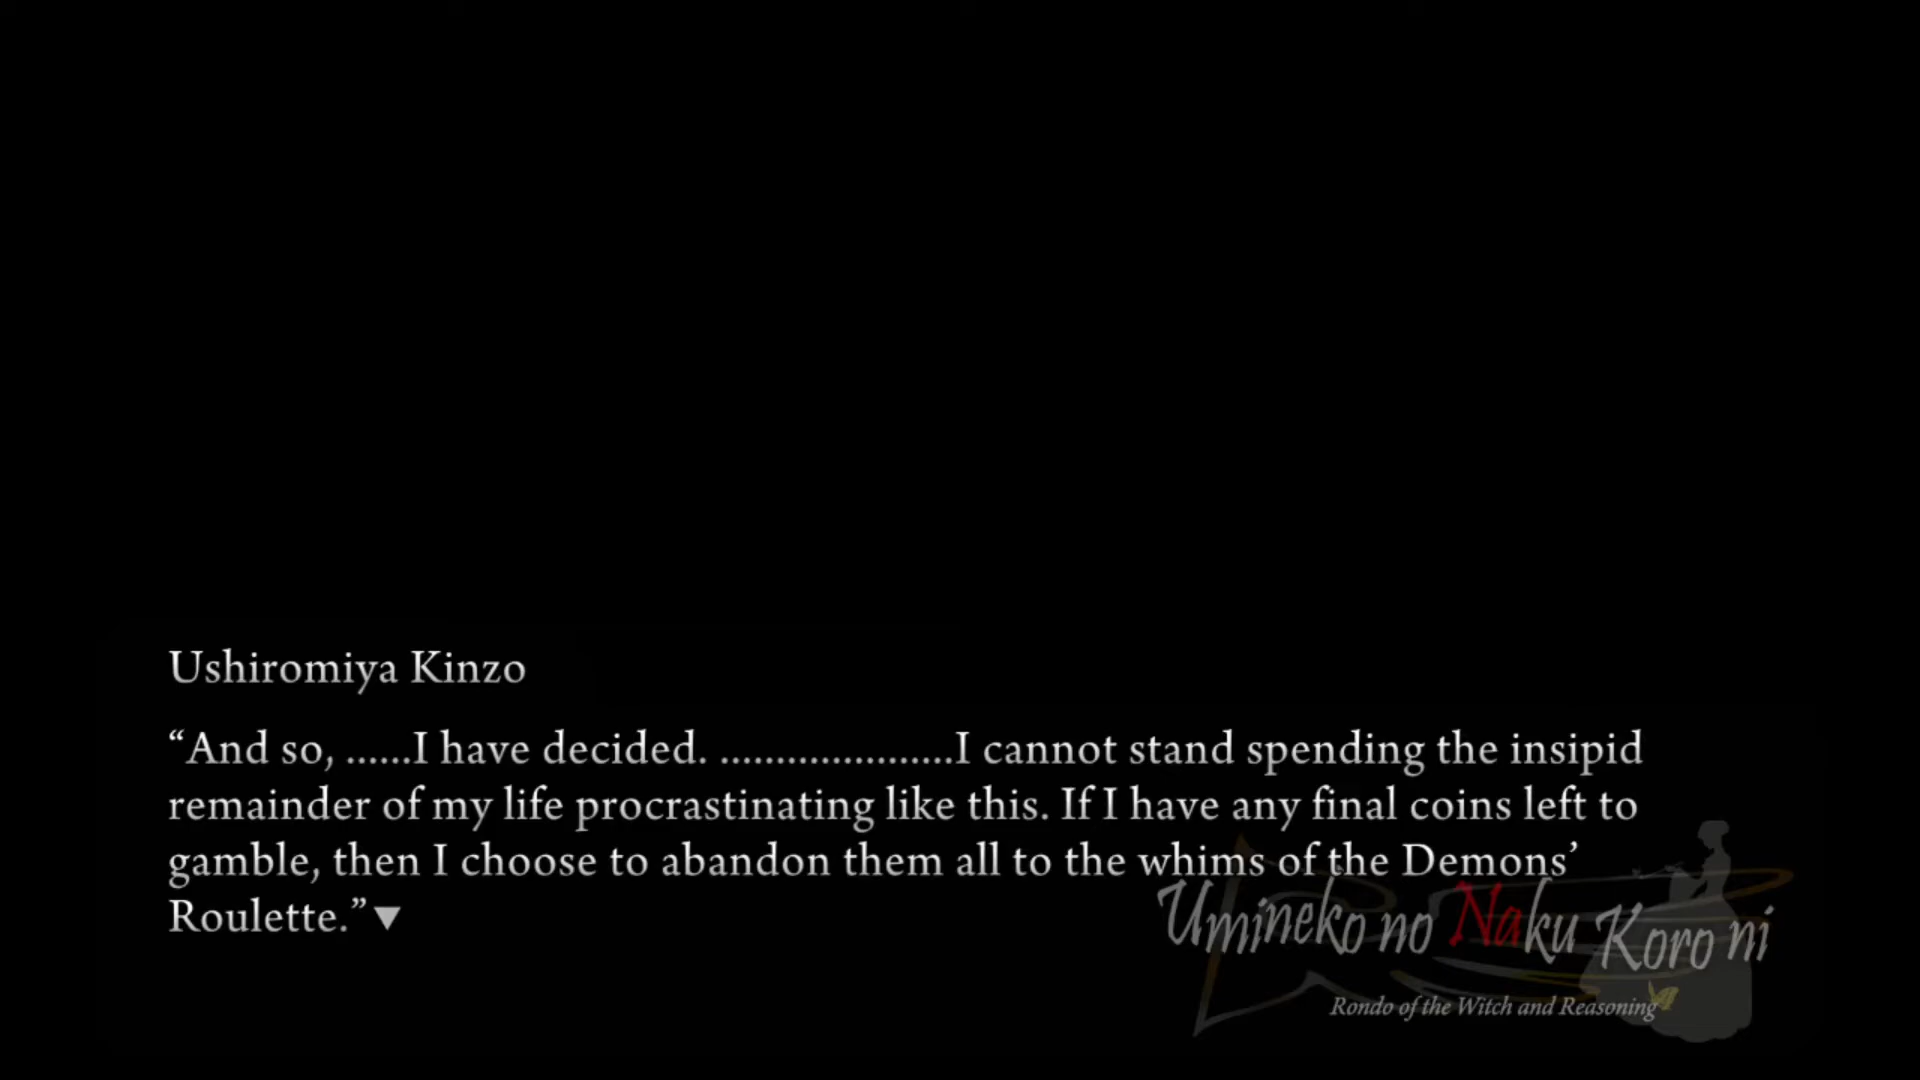 Ushiromiya Kinzo
“And so, ......I have decided. .....................I cannot stand spending the insipid
remainder of my life procrastinating like this. If I have any final coins left to
gamble, then I choose to abandon them all to the whims of the Demons’
Roulette.”▼
Umineko no Naku Koro ni
Rondo of the Witch and Reasoning